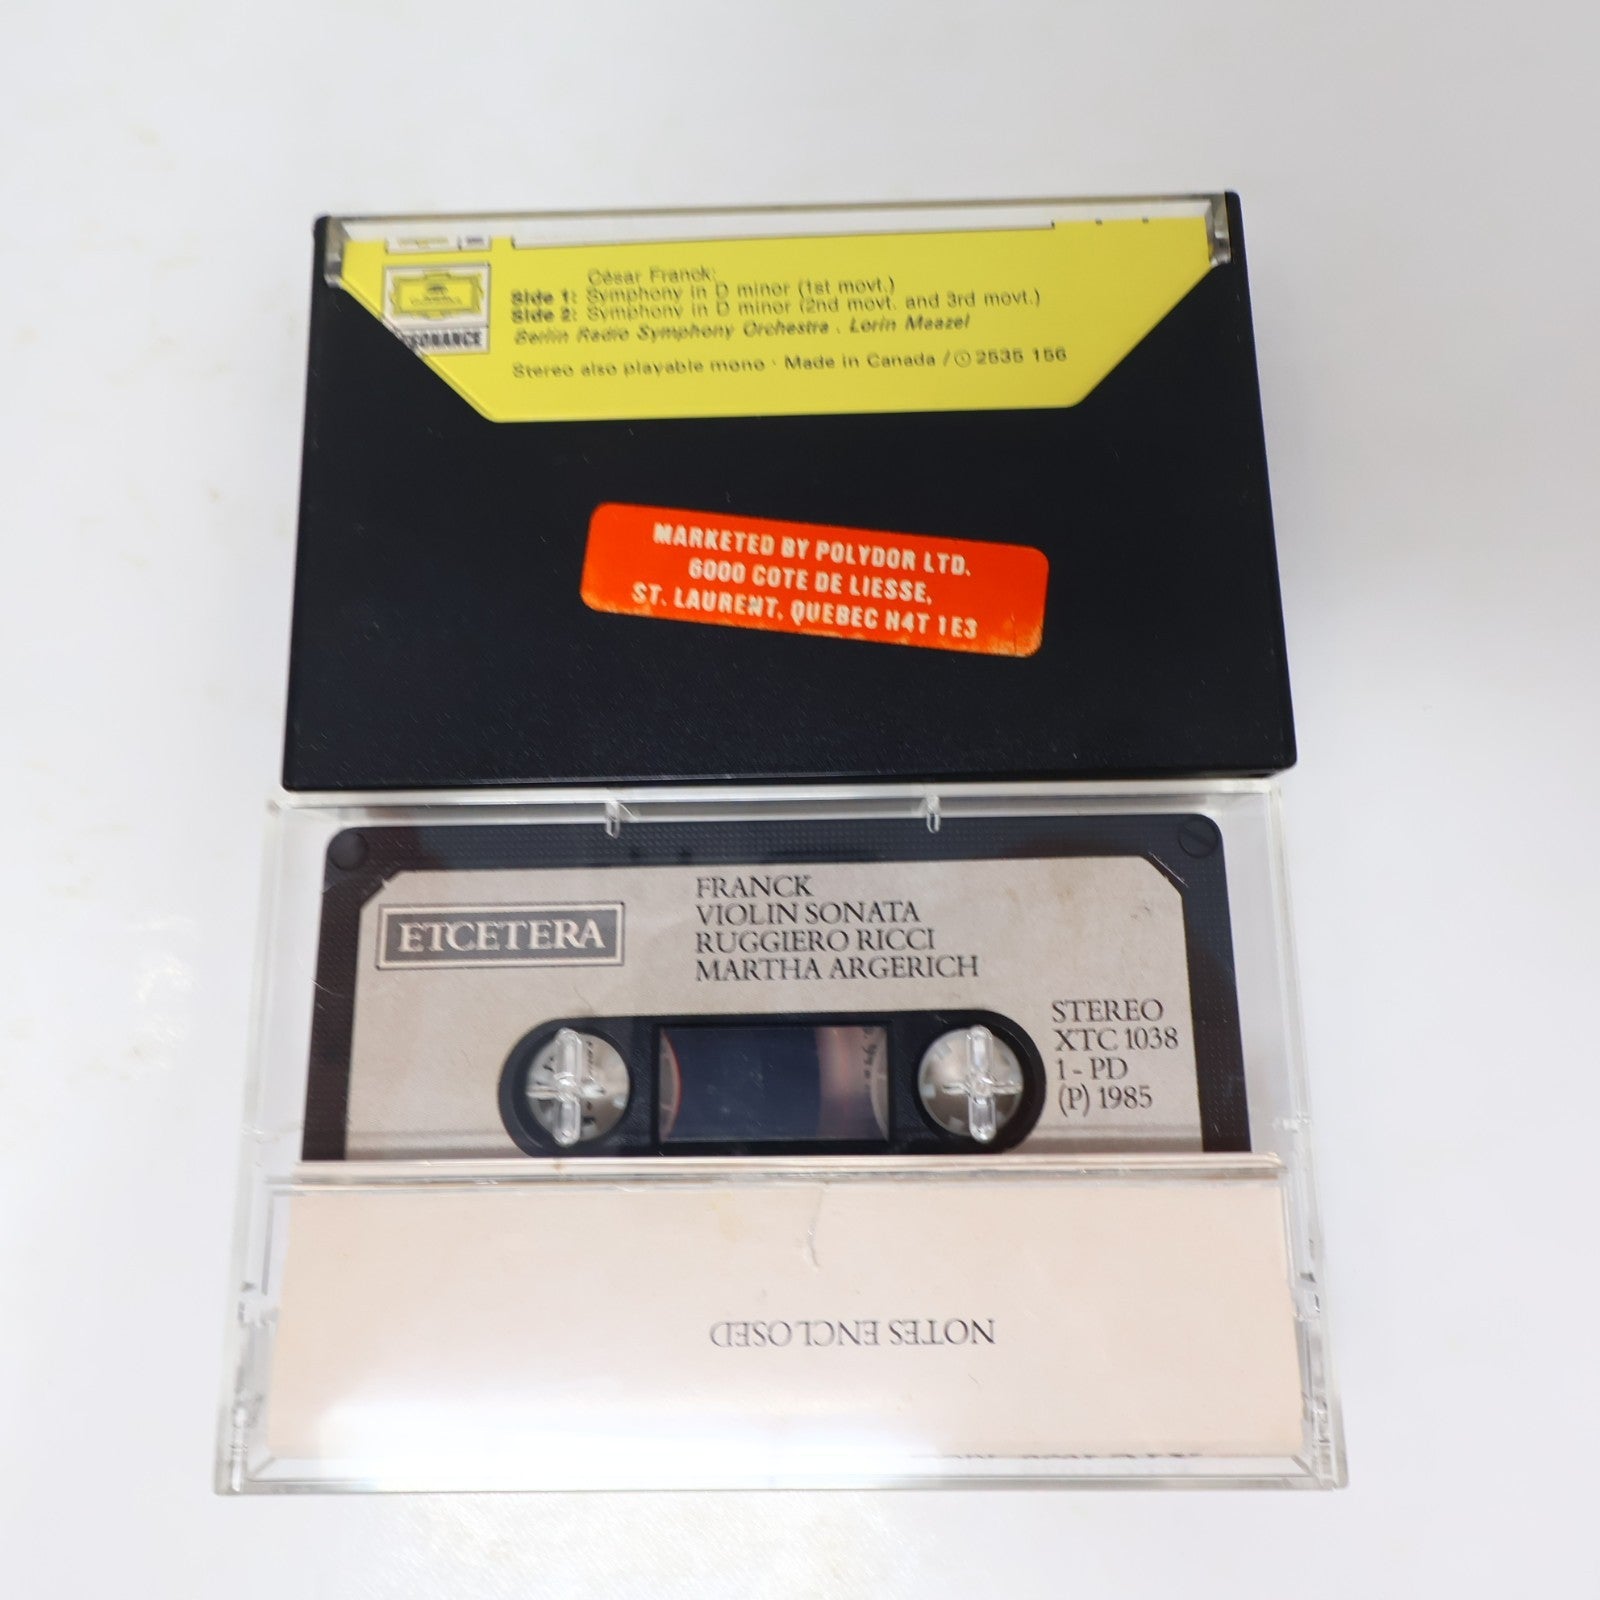 César Franck:
Side 1: Symphony in D minor (1st movt.)
Side 2: Symphony in D minor (2nd movt. and 3rd movt.)
Berlin Radio Symphony Orchestra . Lorin Maazel
Stereo also playable mono · Made in Canada / Ⓟ 2535 156
MARKETED BY POLYDOR LTD.
6000 COTE DE LIESSE,
ST. LAURENT, QUEBEC H4T 1E3
ETCETERA
FRANCK
VIOLIN SONATA
RUGGIERO RICCI
MARTHA ARGERICH
STEREO
XTC 1038
1 - PD
(P) 1985
NOTES ENCLOSED